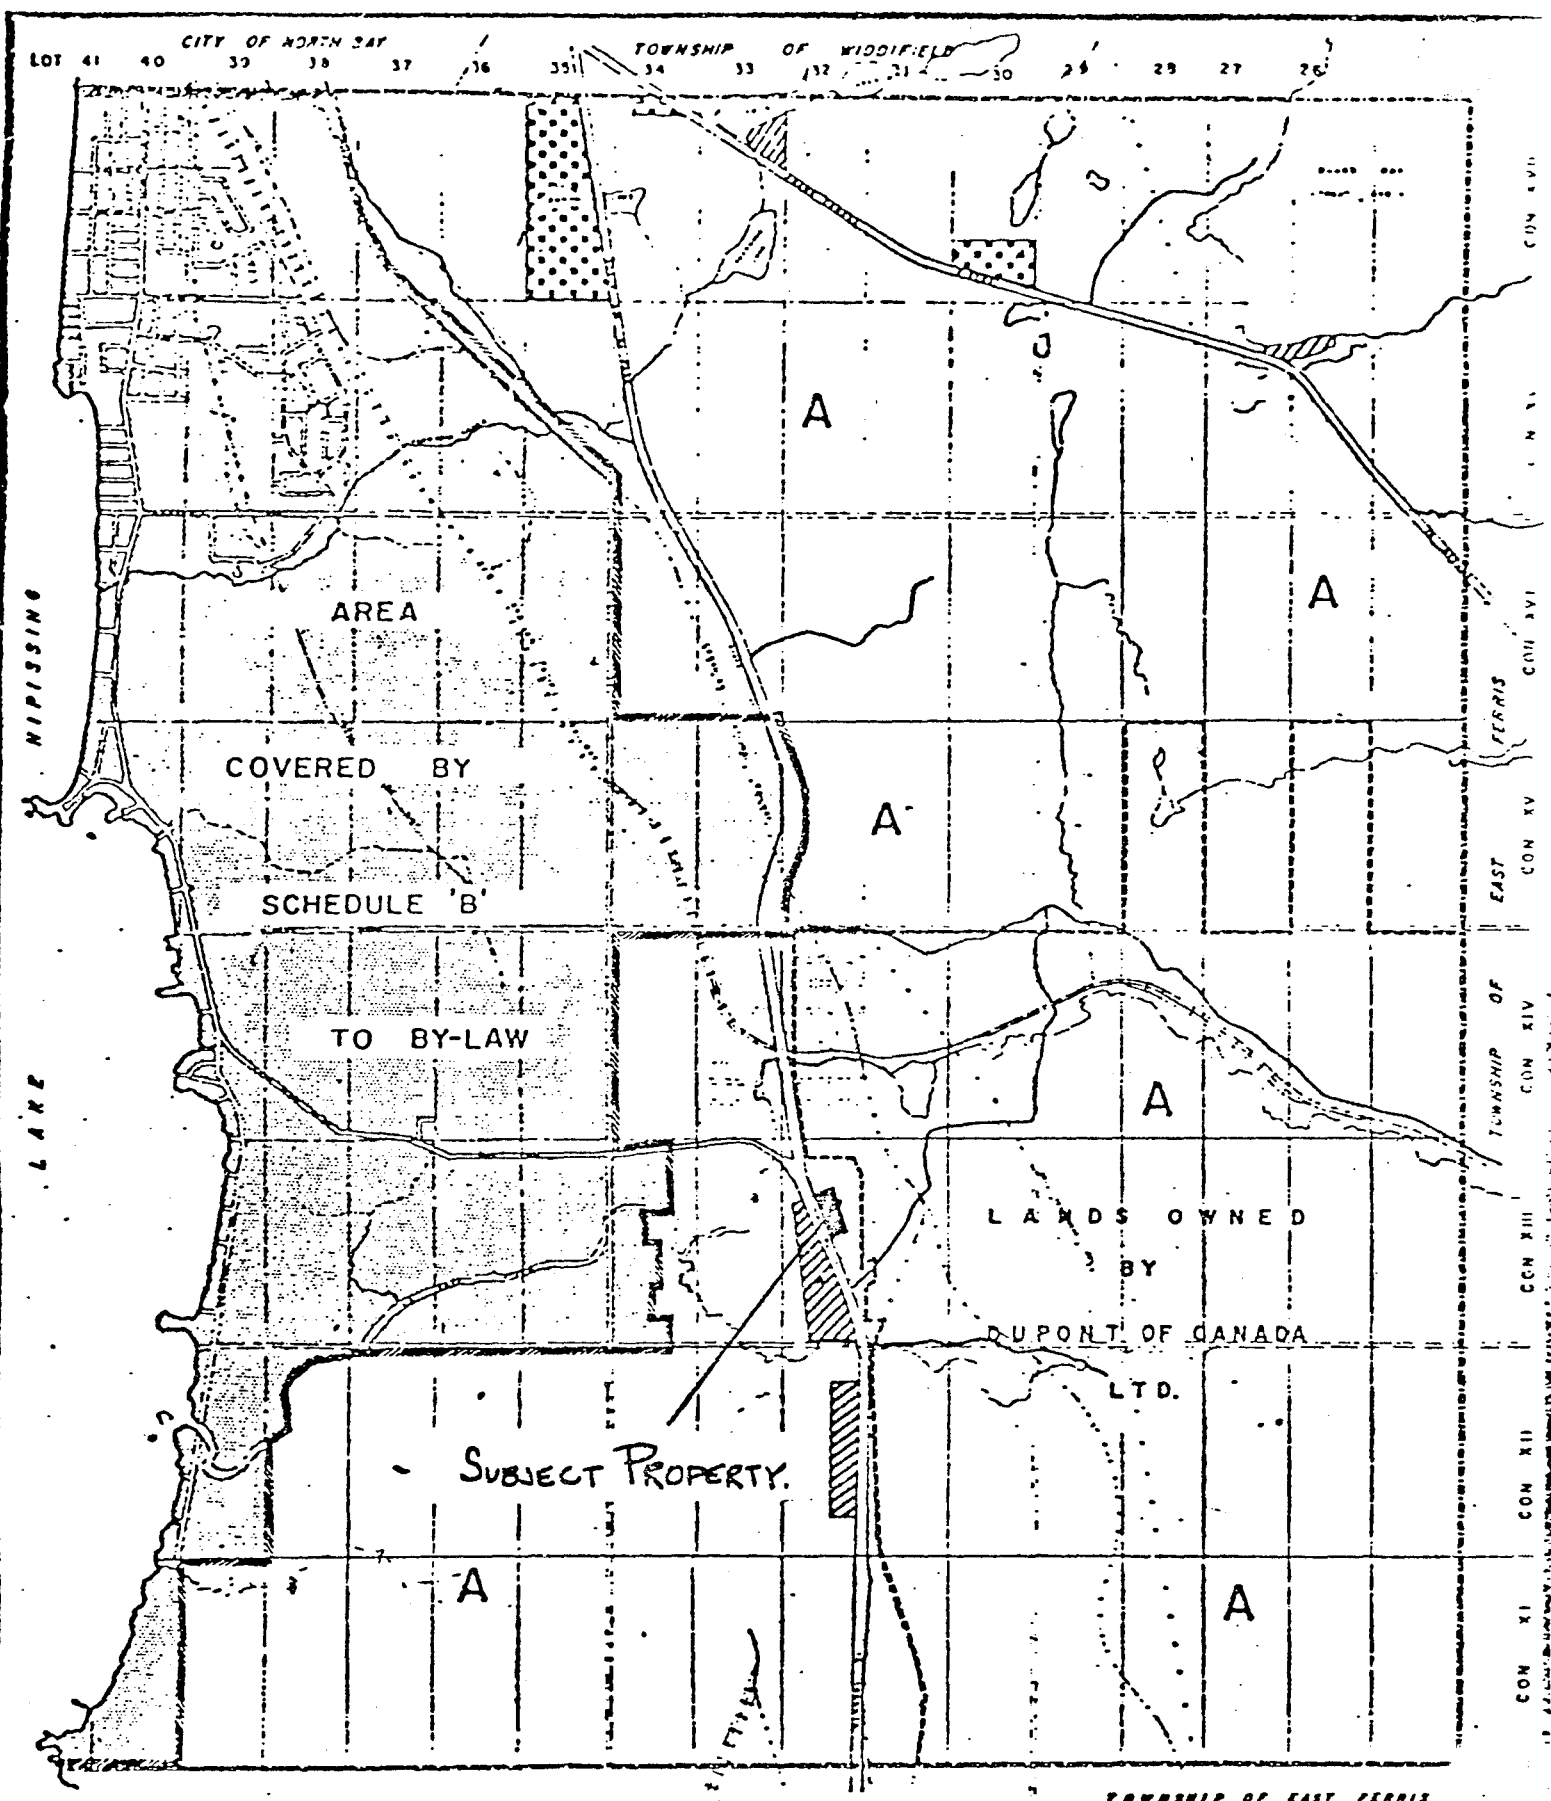 CITY OF NORTH BAY
TOWNSHIP OF WIDDIFIELD
LOT 41 40 39 38 37 36 35 34 33 32 31 30 29 28 27 26
CON XVII
A
A
AREA
CON XVI
NIPISSING
COVERED BY
A
EAST FERRIS
CON XV
SCHEDULE 'B'
TO BY-LAW
TOWNSHIP OF
CON XIV
LAKE
A
LANDS OWNED
BY
CON XIII
DUPONT OF CANADA
LTD.
SUBJECT PROPERTY.
CON XII
A
A
CON XI
TOWNSHIP OF EAST FERRIS